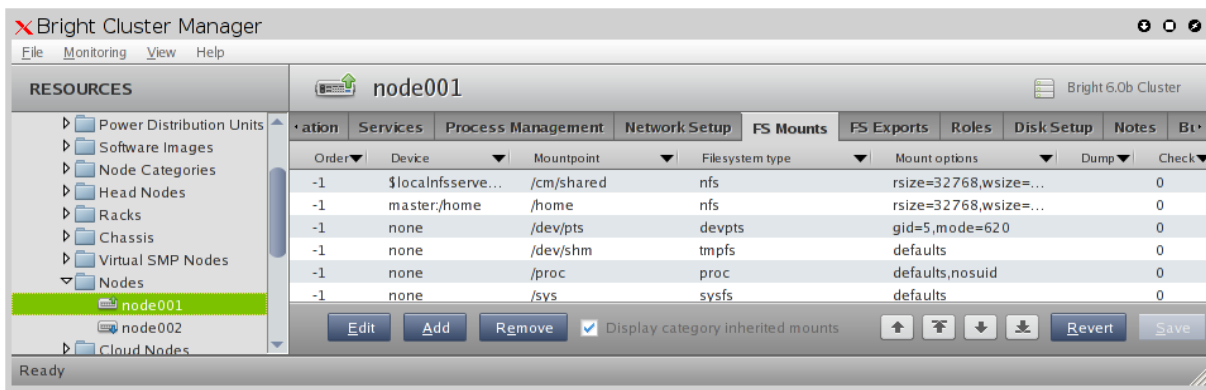 Bright Cluster Manager
File Monitoring View Help
RESOURCES
Power Distribution Units
Software Images
Node Categories
Head Nodes
Racks
Chassis
Virtual SMP Nodes
Nodes
node001
node002
Cloud Nodes
node001
Bright 6.0b Cluster
ation Services Process Management Network Setup FS Mounts FS Exports Roles Disk Setup Notes
Order Device Mountpoint Filesystem type Mount options Dump Check
-1 $localnfsserve... /cm/shared nfs rsize=32768,wsize=... 0
-1 master:/home /home nfs rsize=32768,wsize=... 0
-1 none /dev/pts devpts gid=5,mode=620 0
-1 none /dev/shm tmpfs defaults 0
-1 none /proc proc defaults,nosuid 0
-1 none /sys sysfs defaults 0
Edit Add Remove Display category inherited mounts Revert Save
Ready